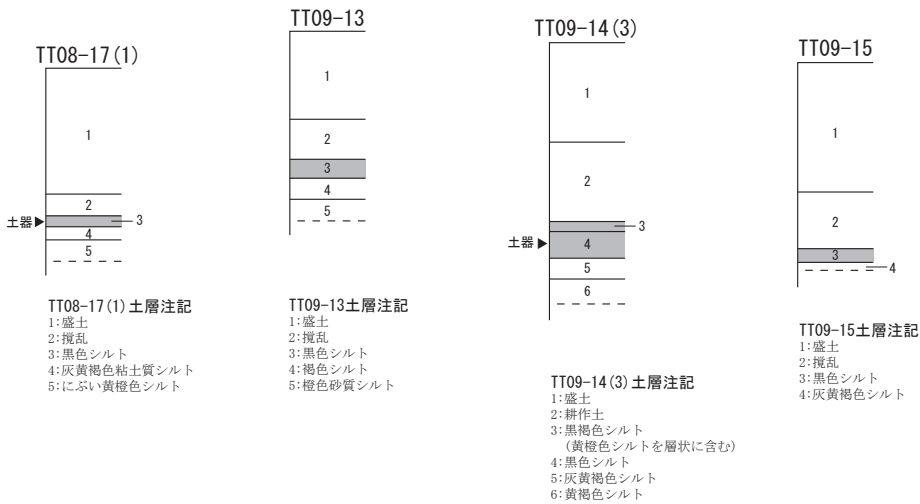 TT08-17(1)
1
2
3
土器▶
4
5
TT08-17(1)土層注記
1:盛土
2:撹乱
3:黒色シルト
4:灰黄褐色粘土質シルト
5:にぶい黄橙色シルト
TT09-13
1
2
3
4
5
TT09-13土層注記
1:盛土
2:撹乱
3:黒色シルト
4:褐色シルト
5:橙色砂質シルト
TT09-14(3)
1
2
3
土器▶
4
5
6
TT09-14(3)土層注記
1:盛土
2:耕作土
3:黒褐色シルト
(黄橙色シルトを層状に含む)
4:黒色シルト
5:灰黄褐色シルト
6:黄褐色シルト
TT09-15
1
2
3
4
TT09-15土層注記
1:盛土
2:撹乱
3:黒色シルト
4:灰黄褐色シルト